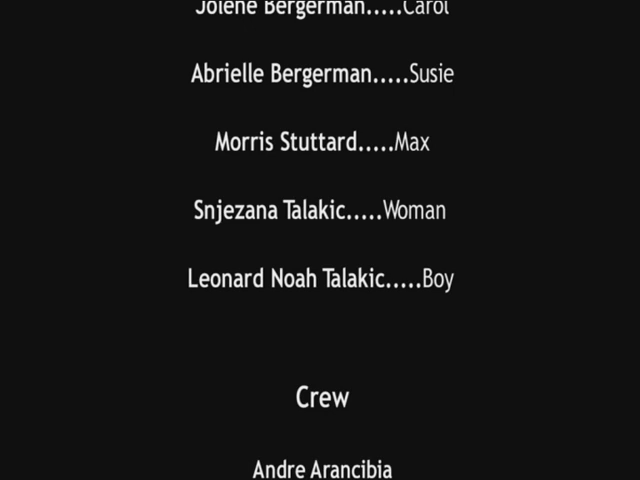 Jolene Bergerman.....Carol
Abrielle Bergerman.....Susie
Morris Stuttard.....Max
Snjezana Talakic.....Woman
Leonard Noah Talakic.....Boy
Crew
Andre Arancibia